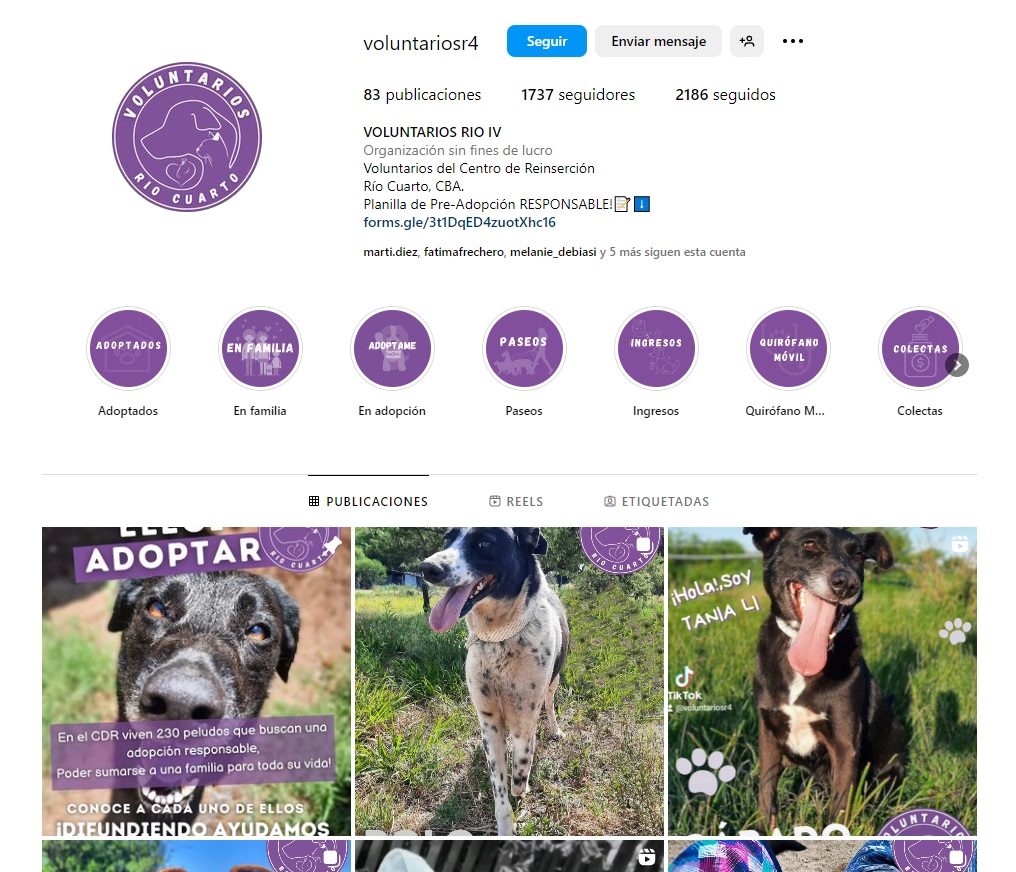 voluntariosr4 Seguir Enviar mensaje
83 publicaciones 1737 seguidores 2186 seguidos
VOLUNTARIOS RIO IV
Organización sin fines de lucro
Voluntarios del Centro de Reinserción
Río Cuarto, CBA.
Planilla de Pre-Adopción RESPONSABLE!📝⬇️
forms.gle/3t1DqED4zuotXhc16
marti.diez, fatimafrechero, melanie_debiasi y 5 más siguen esta cuenta
VOLUNTARIOS
RIO CUARTO
ADOPTADOS
EN FAMILIA
ADOPTAME
PASEOS
INGRESOS
QUIRÓFANO
MÓVIL
COLECTAS
Adoptados
En familia
En adopción
Paseos
Ingresos
Quirófano M...
Colectas
PUBLICACIONES
REELS
ETIQUETADAS
ADOPTAR
RIO CUARTO
En el CDR viven 230 peludos que buscan una
adopción responsable,
Poder sumarse a una familia para toda su vida!
CONOCE A CADA UNO DE ELLOS
¡DIFUNDIENDO AYUDAMOS
RIO CUARTO
¡Hola!,Soy
TANIA LI
TikTok
@voluntariosr4
SÁBADO
VOLUNTARIOS